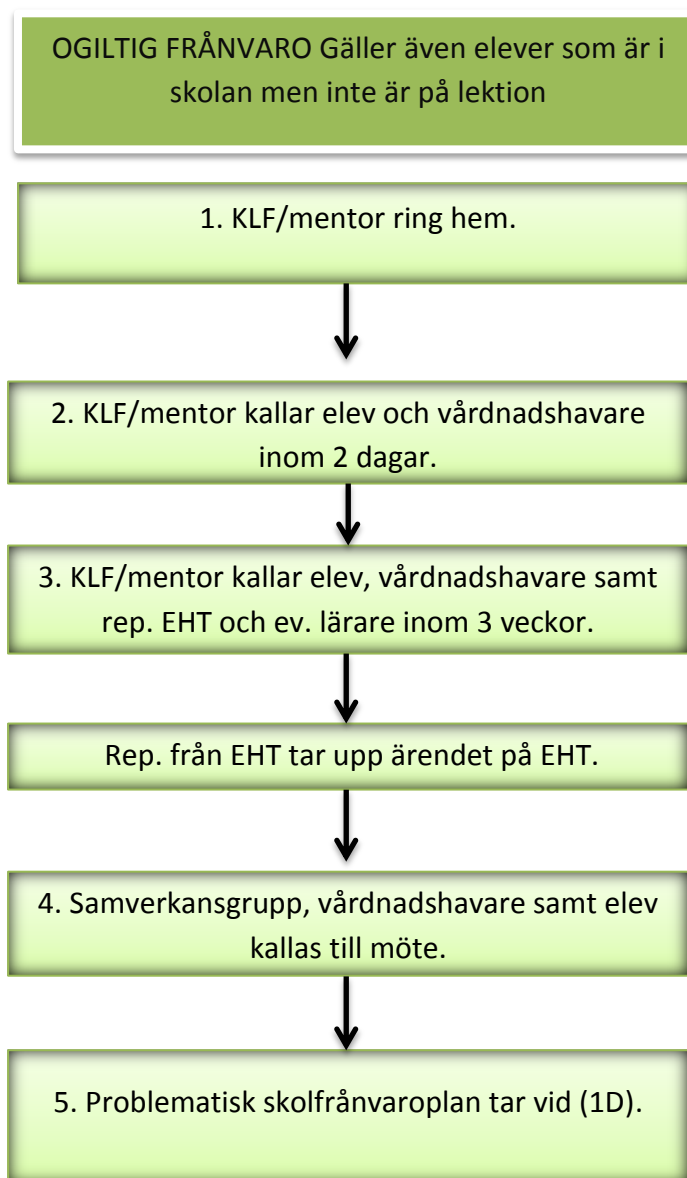 OGILTIG FRÅNVARO Gäller även elever som är i
skolan men inte är på lektion
1. KLF/mentor ring hem.
2. KLF/mentor kallar elev och vårdnadshavare
inom 2 dagar.
3. KLF/mentor kallar elev, vårdnadshavare samt
rep. EHT och ev. lärare inom 3 veckor.
Rep. från EHT tar upp ärendet på EHT.
4. Samverkansgrupp, vårdnadshavare samt elev
kallas till möte.
5. Problematisk skolfrånvaroplan tar vid (1D).